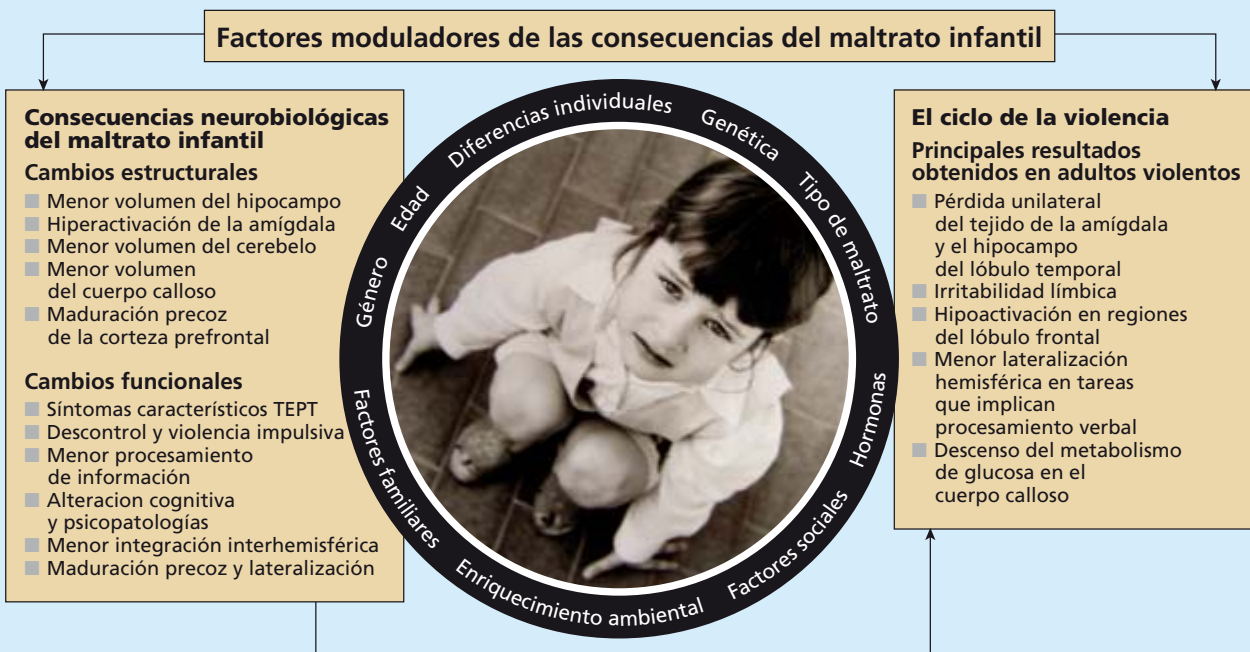 Factores moduladores de las consecuencias del maltrato infantil
Consecuencias neurobiológicas
del maltrato infantil
Cambios estructurales
Menor volumen del hipocampo
Hiperactivación de la amígdala
Menor volumen del cerebelo
Menor volumen
del cuerpo calloso
Maduración precoz
de la corteza prefrontal
Cambios funcionales
Síntomas característicos TEPT
Descontrol y violencia impulsiva
Menor procesamiento
de información
Alteracion cognitiva
y psicopatologías
Menor integración interhemisférica
Maduración precoz y lateralización
Diferencias individuales
Genética
Tipo de maltrato
Hormonas
Factores sociales
Enriquecimiento ambiental
Factores familiares
Género
Edad
El ciclo de la violencia
Principales resultados
obtenidos en adultos violentos
Pérdida unilateral
del tejido de la amígdala
y el hipocampo
del lóbulo temporal
Irritabilidad límbica
Hipoactivación en regiones
del lóbulo frontal
Menor lateralización
hemisférica en tareas
que implican
procesamiento verbal
Descenso del metabolismo
de glucosa en el
cuerpo calloso